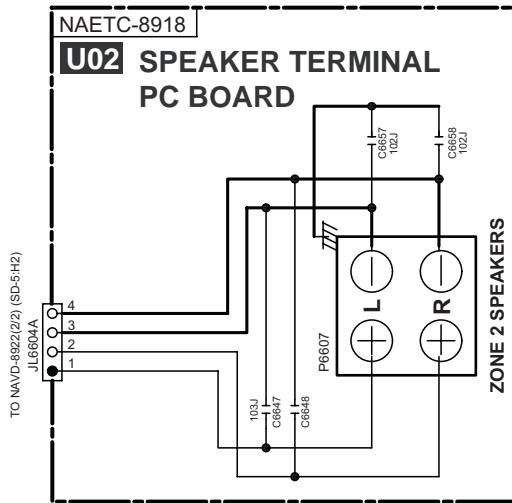 NAETC-8918
U02 SPEAKER TERMINAL
PC BOARD
C6657
102J
C6658
102J
TO NAVD-8922(2/2) (SD-5:H2)
JL6604A
4
3
2
1
103J
C6647
C6648
P6607
L
R
ZONE 2 SPEAKERS